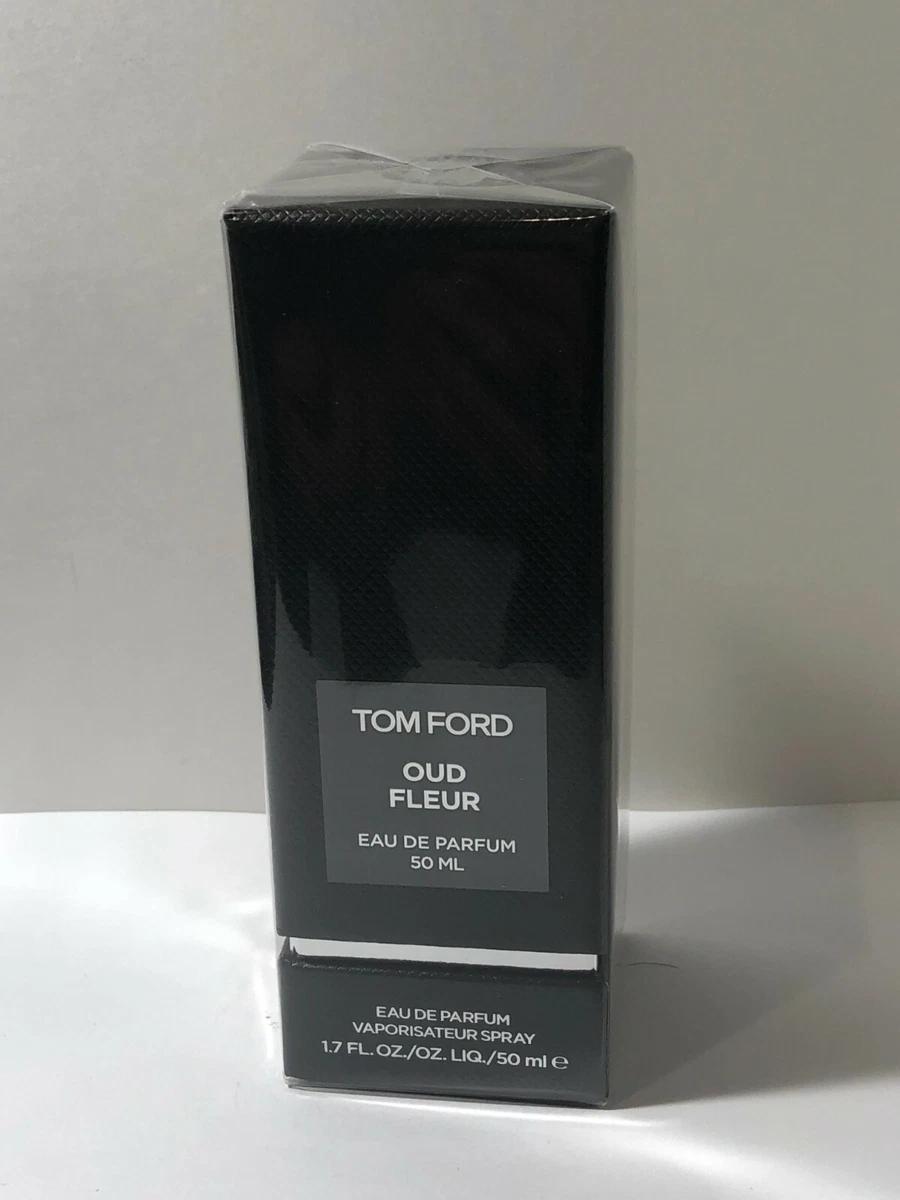 TOM FORD
OUD
FLEUR
EAU DE PARFUM
50 ML
EAU DE PARFUM
VAPORISATEUR SPRAY
1.7 FL. OZ./OZ. LIQ./50 ml ℮